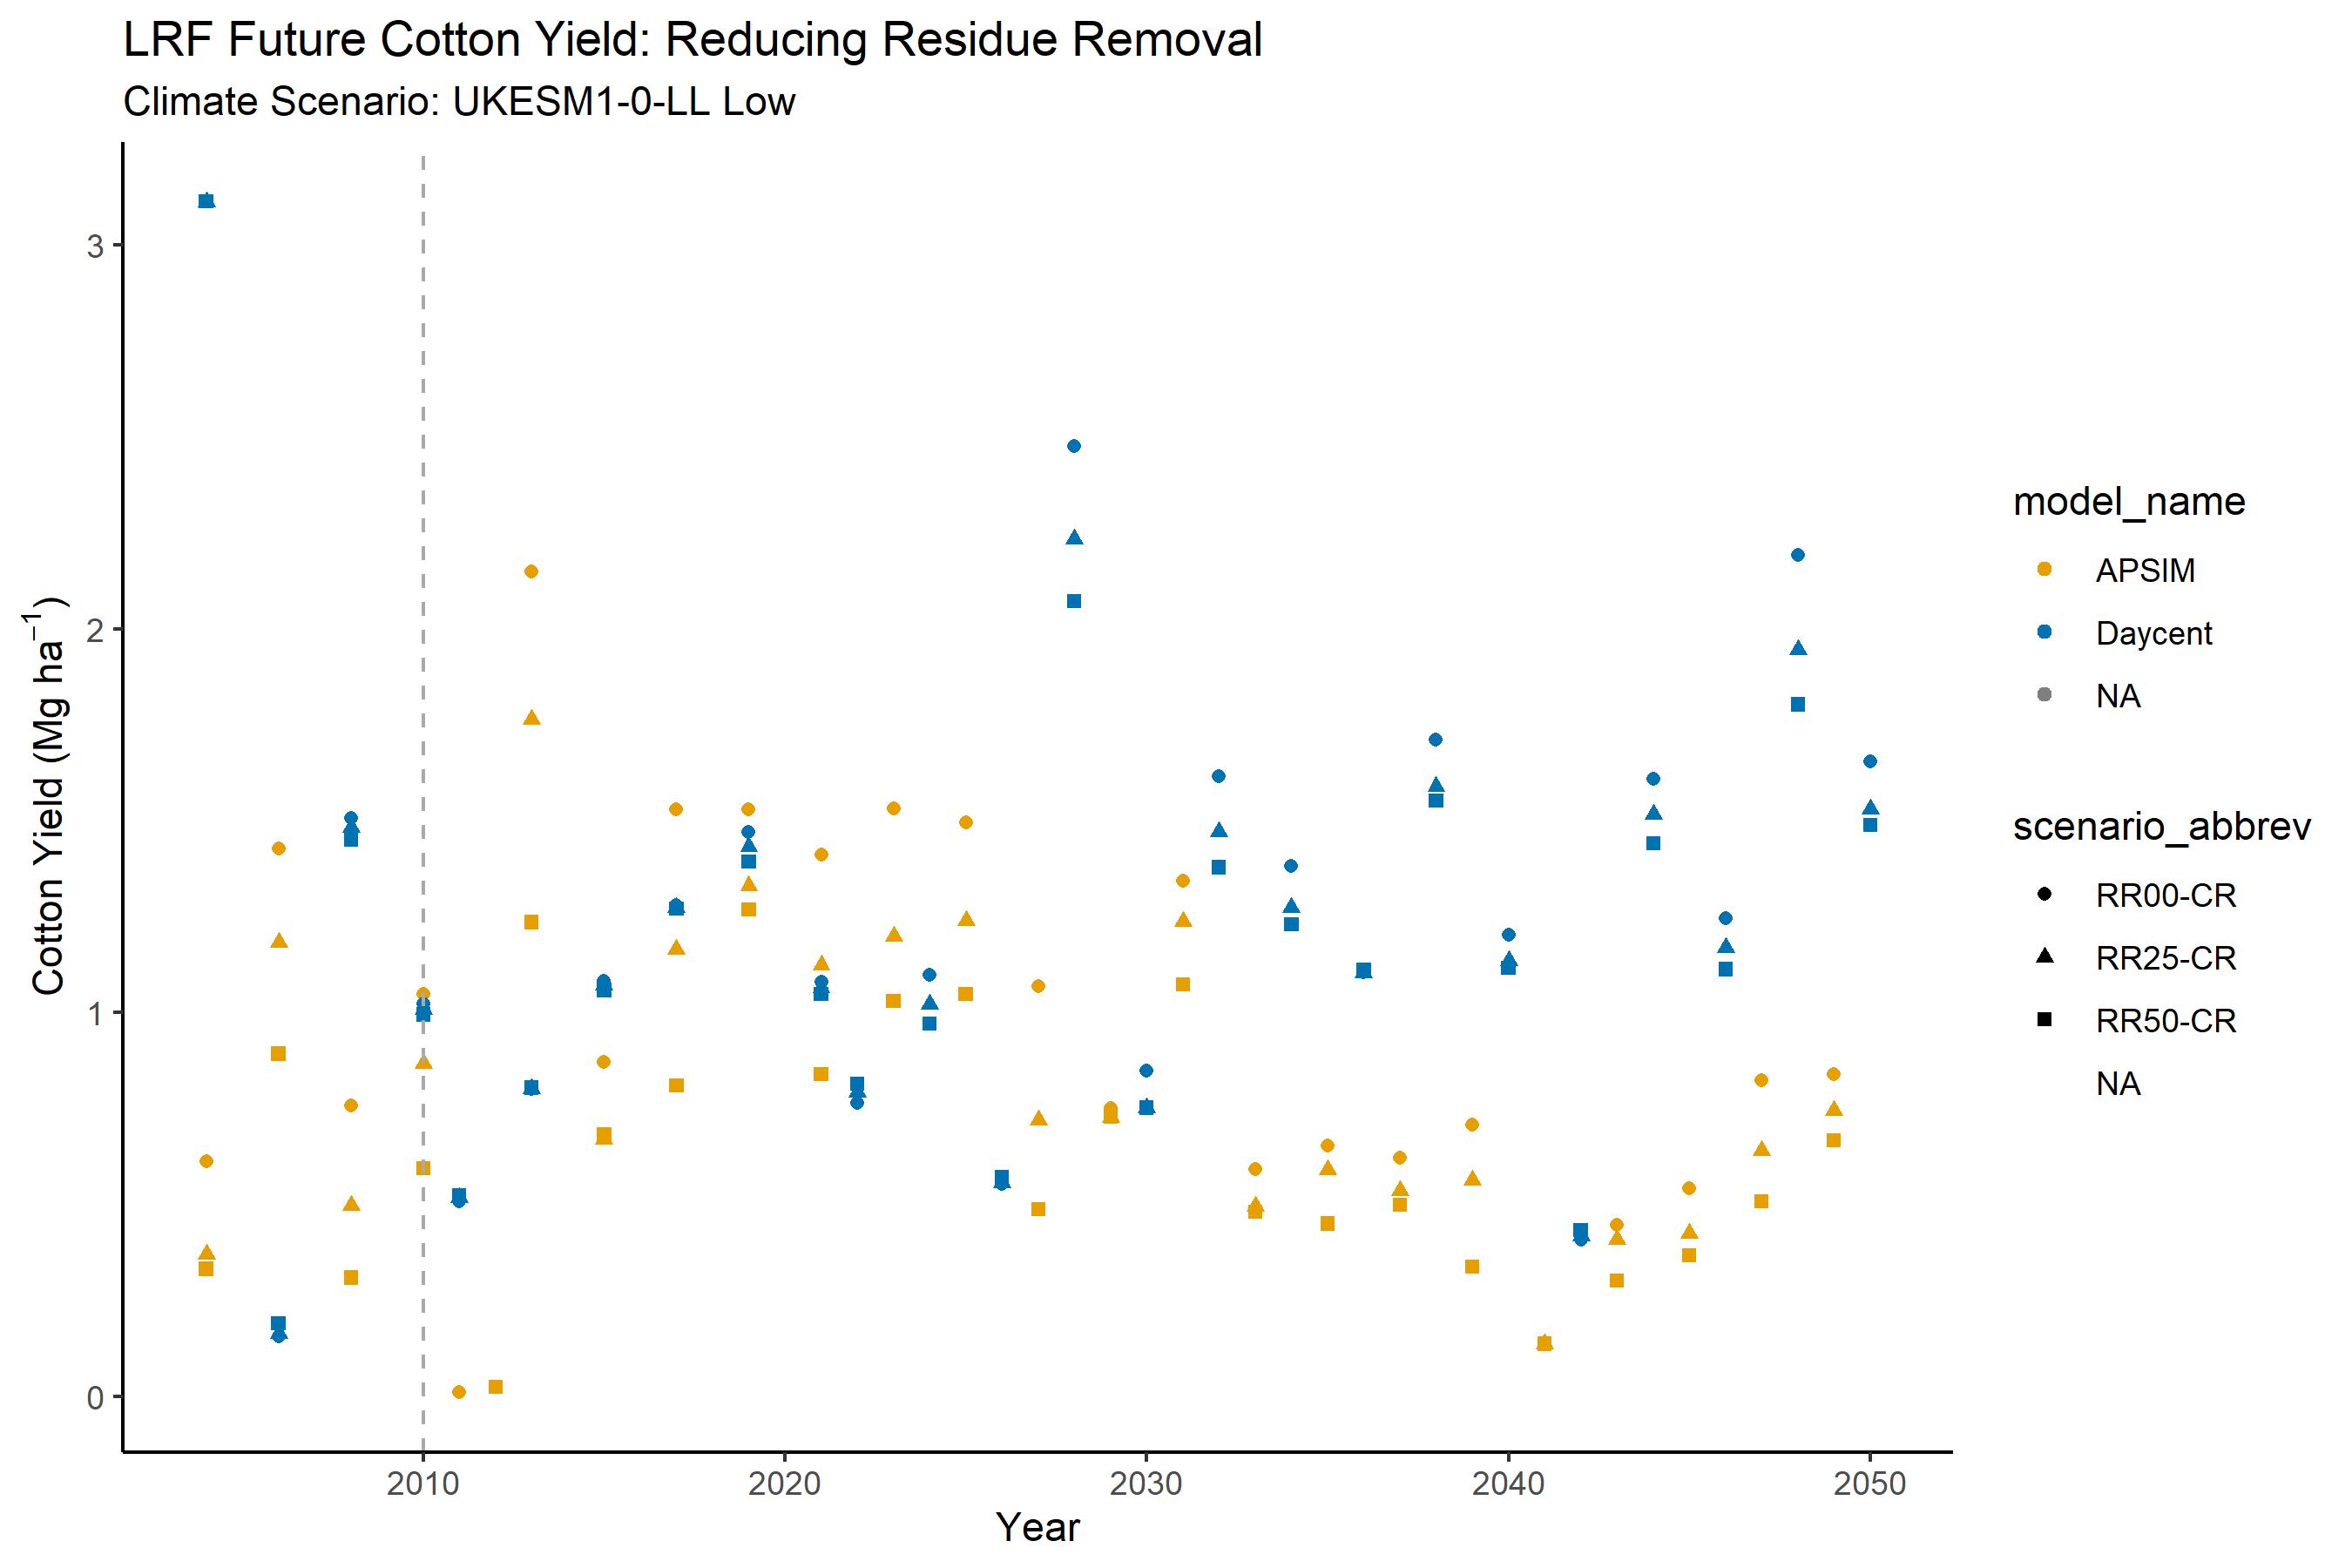 LRF Future Cotton Yield: Reducing Residue Removal
Climate Scenario: UKESM1-0-LL Low
Cotton Yield (Mg ha⁻¹)
3
2
1
0
2010 2020 2030 2040 2050
Year
model_name
APSIM
Daycent
NA
scenario_abbrev
RR00-CR
RR25-CR
RR50-CR
NA